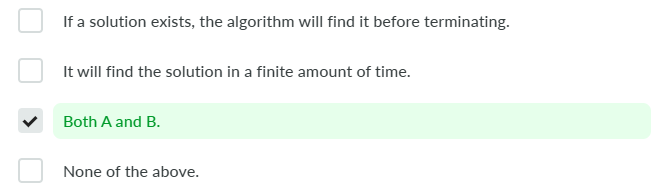 If a solution exists, the algorithm will find it before terminating.
It will find the solution in a finite amount of time.
Both A and B.
None of the above.